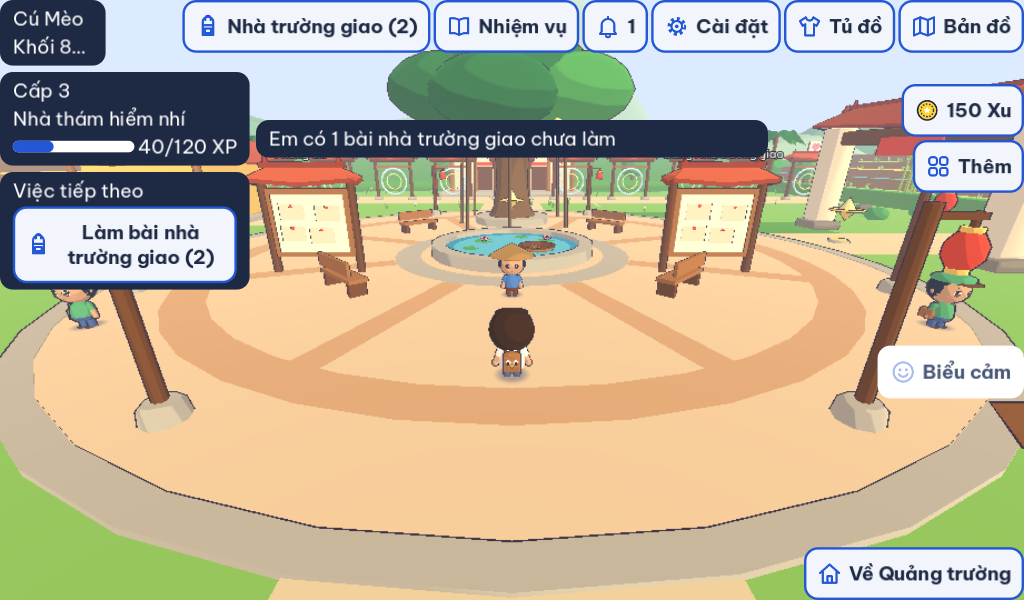 Cú Mèo
Khối 8...
Nhà trường giao (2)
Nhiệm vụ
1
Cài đặt
Tủ đồ
Bản đồ
Cấp 3
Nhà thám hiểm nhí
40/120 XP
Em có 1 bài nhà trường giao chưa làm
150 Xu
Thêm
Việc tiếp theo
Làm bài nhà
trường giao (2)
Biểu cảm
Về Quảng trường